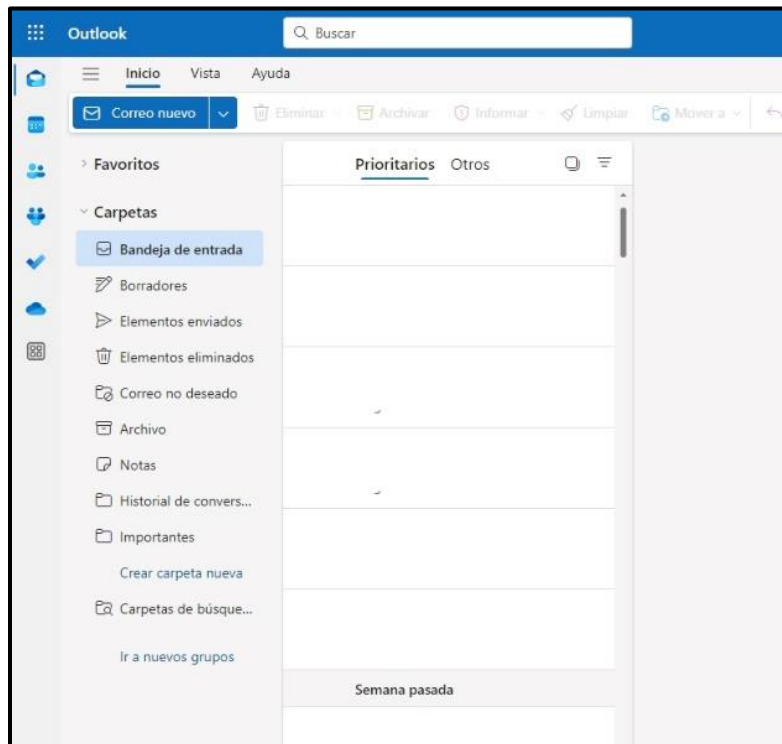 Outlook
Buscar
Inicio Vista Ayuda
Correo nuevo Eliminar Archivar Informar Limpiar Mover a
Favoritos
Prioritarios Otros
Carpetas
Bandeja de entrada
Borradores
Elementos enviados
Elementos eliminados
Correo no deseado
Archivo
Notas
Historial de convers...
Importantes
Crear carpeta nueva
Carpetas de búsque...
Ir a nuevos grupos
Semana pasada